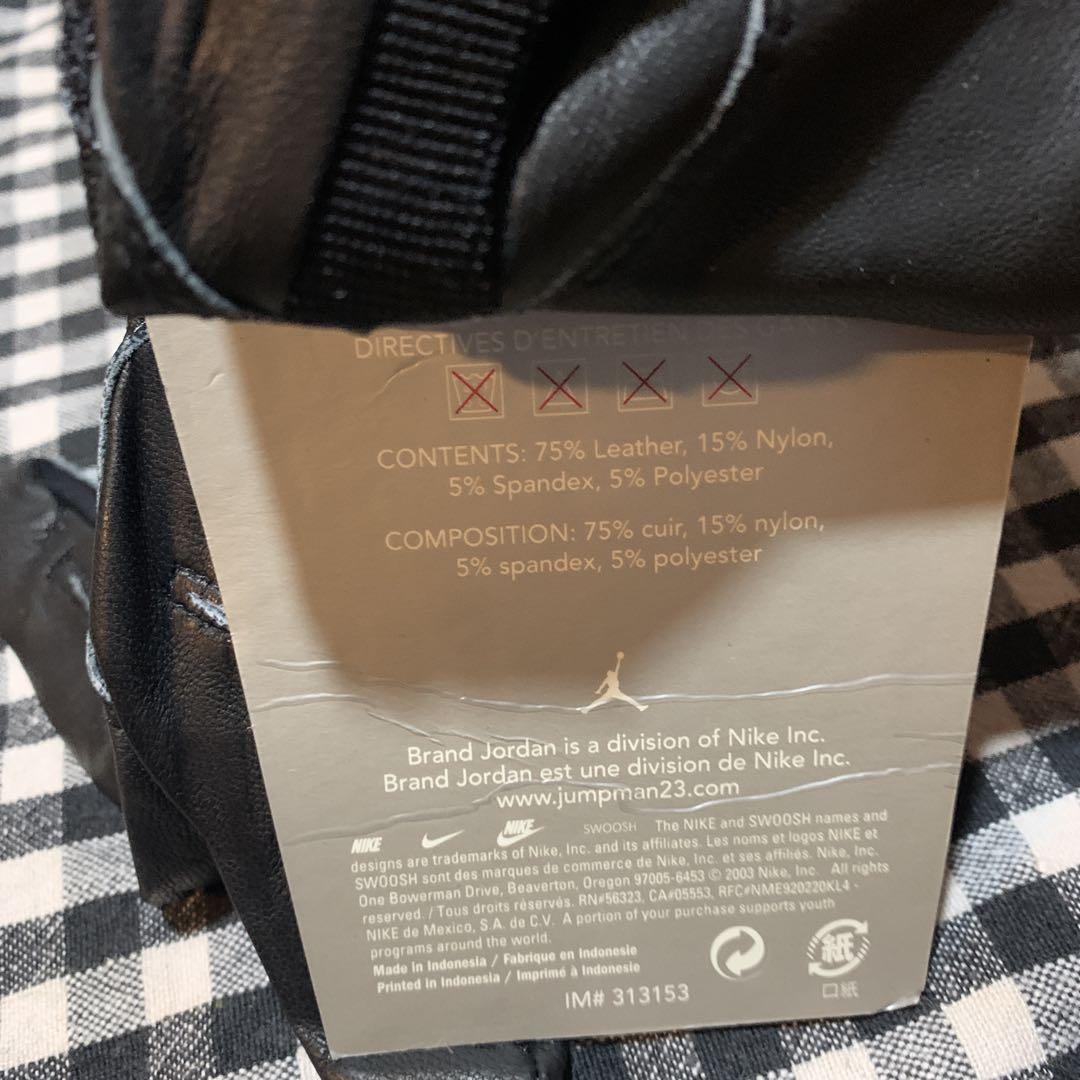 DIRECTIVES D'ENTRETIEN DES
CONTENTS: 75% Leather, 15% Nylon,
5% Spandex, 5% Polyester
COMPOSITION: 75% cuir, 15% nylon,
5% spandex, 5% polyester
Brand Jordan is a division of Nike Inc.
Brand Jordan est une division de Nike Inc.
www.jumpman23.com
NIKE NIKE SWOOSH The NIKE and SWOOSH names and
designs are trademarks of Nike, Inc. and its affiliates. Les noms et logos NIKE et
SWOOSH sont des marques de commerce de Nike, Inc. et ses affiliés. Nike, Inc.
One Bowerman Drive, Beaverton, Oregon 97005-6453 © 2003 Nike, Inc. All rights
reserved. / Tous droits réservés. RN#56323, CA#05553, RFC#NME920220KL4 -
NIKE de Mexico, S.A. de C.V. A portion of your purchase supports youth
programs around the world.
Made in Indonesia / Fabrique en Indonesie
Printed in Indonesia / Imprimé à Indonesie
IM# 313153
紙
口紙